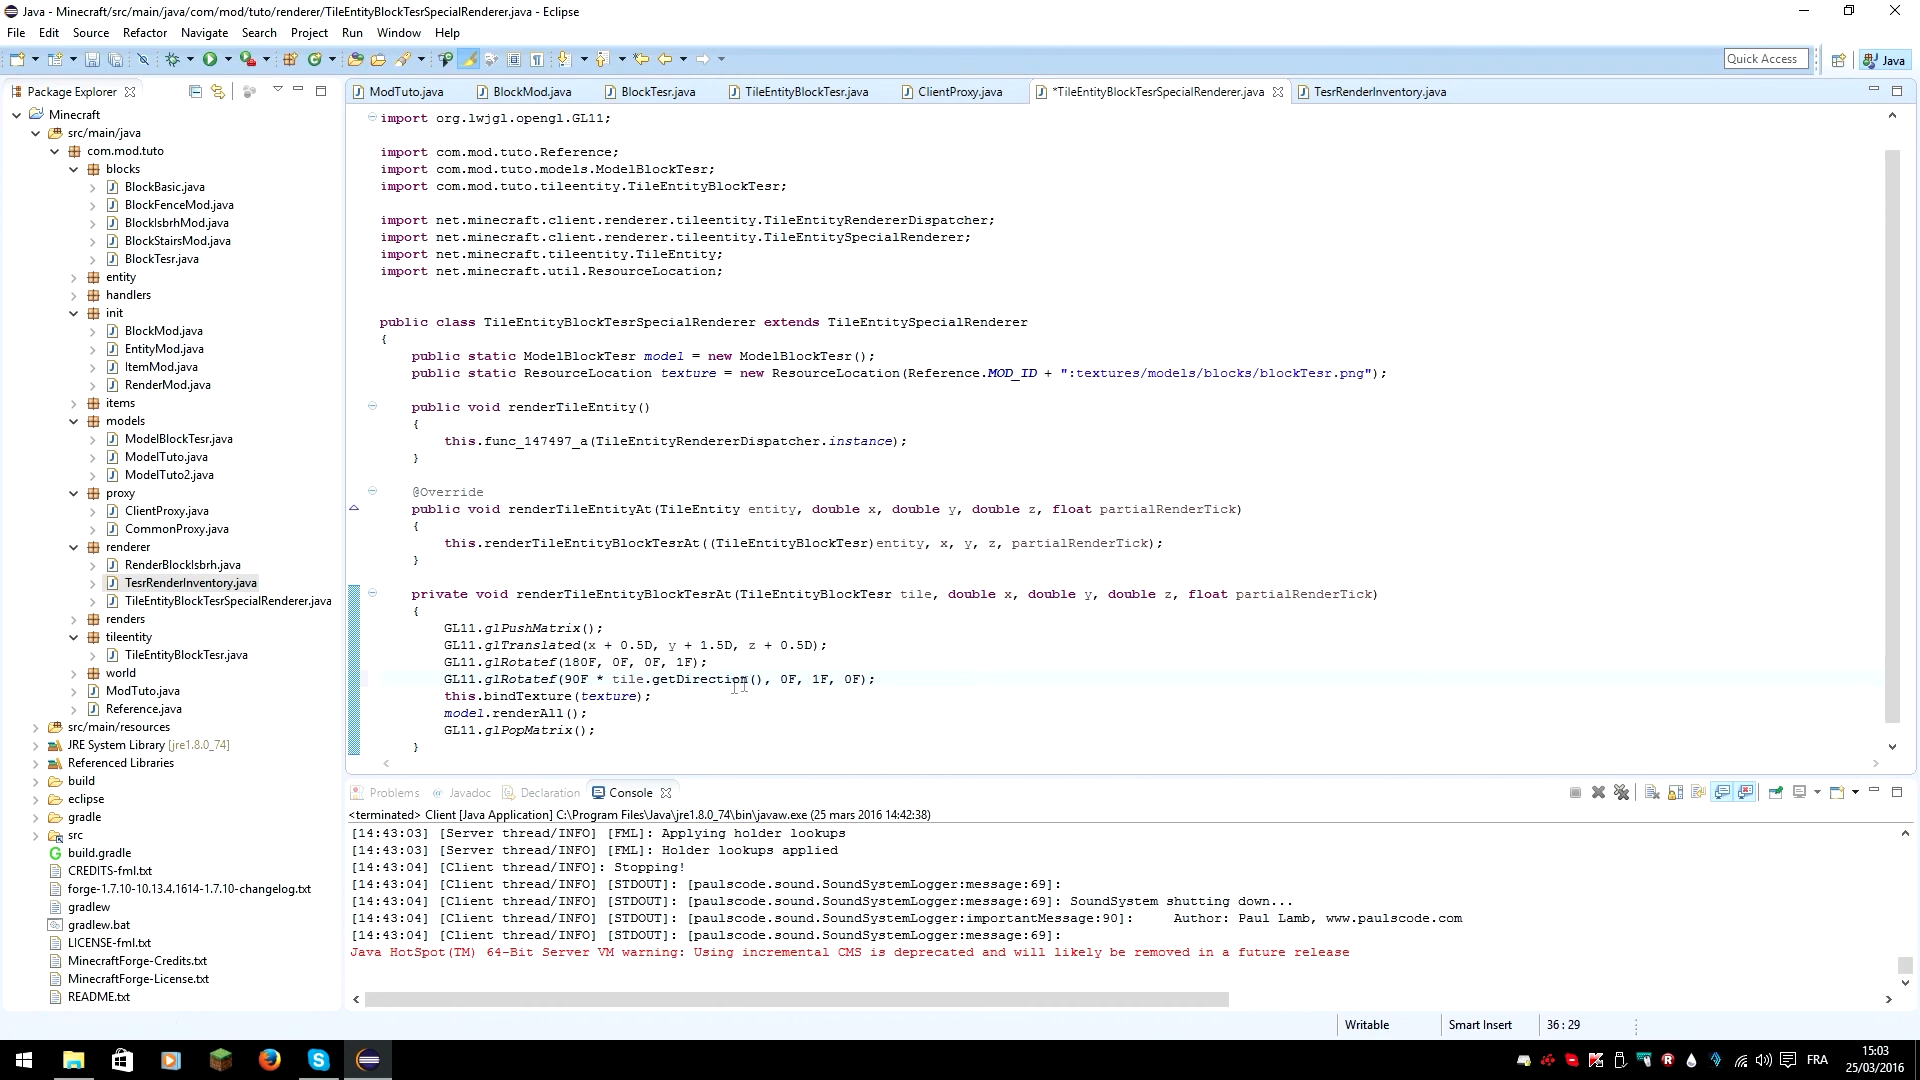 Java - Minecraft/src/main/java/com/mod/tuto/renderer/TileEntityBlockTesrSpecialRenderer.java - Eclipse
File Edit Source Refactor Navigate Search Project Run Window Help
Quick Access
Java
Package Explorer
Minecraft
src/main/java
com.mod.tuto
blocks
BlockBasic.java
BlockFenceMod.java
BlockIsbrhMod.java
BlockStairsMod.java
BlockTesr.java
entity
handlers
init
BlockMod.java
EntityMod.java
ItemMod.java
RenderMod.java
items
models
ModelBlockTesr.java
ModelTuto.java
ModelTuto2.java
proxy
ClientProxy.java
CommonProxy.java
renderer
RenderBlockIsbrh.java
TesrRenderInventory.java
TileEntityBlockTesrSpecialRenderer.java
renders
tileentity
TileEntityBlockTesr.java
world
ModTuto.java
Reference.java
src/main/resources
JRE System Library [jre1.8.0_74]
Referenced Libraries
build
eclipse
gradle
src
build.gradle
CREDITS-fml.txt
forge-1.7.10-10.13.4.1614-1.7.10-changelog.txt
gradlew
gradlew.bat
LICENSE-fml.txt
MinecraftForge-Credits.txt
MinecraftForge-License.txt
README.txt
ModTuto.java BlockMod.java BlockTesr.java TileEntityBlockTesr.java ClientProxy.java *TileEntityBlockTesrSpecialRenderer.java TesrRenderInventory.java
import org.lwjgl.opengl.GL11;
import com.mod.tuto.Reference;
import com.mod.tuto.models.ModelBlockTesr;
import com.mod.tuto.tileentity.TileEntityBlockTesr;
import net.minecraft.client.renderer.tileentity.TileEntityRendererDispatcher;
import net.minecraft.client.renderer.tileentity.TileEntitySpecialRenderer;
import net.minecraft.tileentity.TileEntity;
import net.minecraft.util.ResourceLocation;
public class TileEntityBlockTesrSpecialRenderer extends TileEntitySpecialRenderer
{
public static ModelBlockTesr model = new ModelBlockTesr();
public static ResourceLocation texture = new ResourceLocation(Reference.MOD_ID + ":textures/models/blocks/blockTesr.png");
public void renderTileEntity()
{
this.func_147497_a(TileEntityRendererDispatcher.instance);
}
@Override
public void renderTileEntityAt(TileEntity entity, double x, double y, double z, float partialRenderTick)
{
this.renderTileEntityBlockTesrAt((TileEntityBlockTesr)entity, x, y, z, partialRenderTick);
}
private void renderTileEntityBlockTesrAt(TileEntityBlockTesr tile, double x, double y, double z, float partialRenderTick)
{
GL11.glPushMatrix();
GL11.glTranslated(x + 0.5D, y + 1.5D, z + 0.5D);
GL11.glRotatef(180F, 0F, 0F, 1F);
GL11.glRotatef(90F * tile.getDirection(), 0F, 1F, 0F);
this.bindTexture(texture);
model.renderAll();
GL11.glPopMatrix();
}
Problems Javadoc Declaration Console
<terminated> Client [Java Application] C:\Program Files\Java\jre1.8.0_74\bin\javaw.exe (25 mars 2016 14:42:38)
[14:43:03] [Server thread/INFO] [FML]: Applying holder lookups
[14:43:03] [Server thread/INFO] [FML]: Holder lookups applied
[14:43:04] [Client thread/INFO]: Stopping!
[14:43:04] [Client thread/INFO] [STDOUT]: [paulscode.sound.SoundSystemLogger:message:69]:
[14:43:04] [Client thread/INFO] [STDOUT]: [paulscode.sound.SoundSystemLogger:message:69]: SoundSystem shutting down...
[14:43:04] [Client thread/INFO] [STDOUT]: [paulscode.sound.SoundSystemLogger:importantMessage:90]: Author: Paul Lamb, www.paulscode.com
[14:43:04] [Client thread/INFO] [STDOUT]: [paulscode.sound.SoundSystemLogger:message:69]:
Java HotSpot(TM) 64-Bit Server VM warning: Using incremental CMS is deprecated and will likely be removed in a future release
Writable Smart Insert 36 : 29
FRA
15:03
25/03/2016